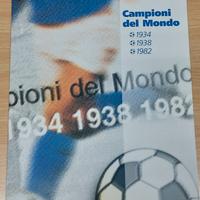 Campioni
del Mondo
1934
1938
1982
pioni del Mondo
1934 1938 1982